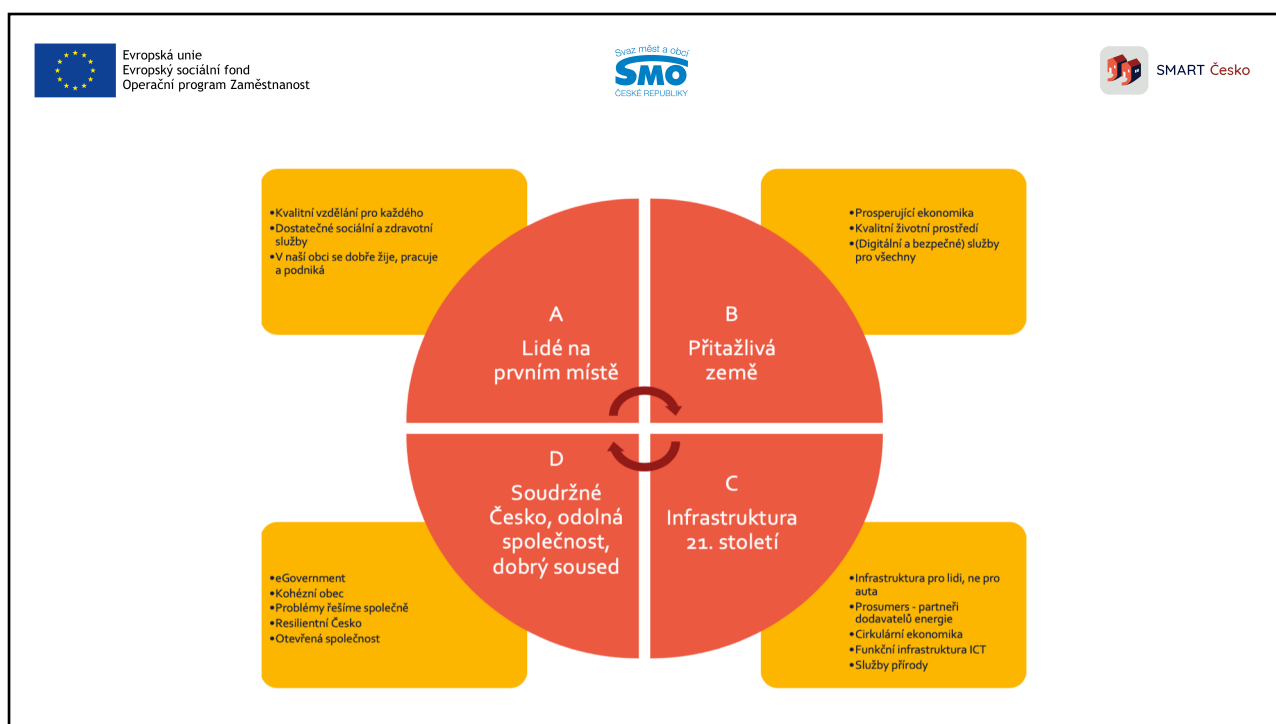 Evropská unie
Evropský sociální fond
Operační program Zaměstnanost
Svaz měst a obcí
SMO
ČESKÉ REPUBLIKY
SMART Česko
•Kvalitní vzdělání pro každého
•Dostatečné sociální a zdravotní
služby
•V naší obci se dobře žije, pracuje
a podniká
•Prosperující ekonomika
•Kvalitní životní prostředí
•(Digitální a bezpečné) služby
pro všechny
A
Lidé na
prvním místě
B
Přitažlivá
země
D
Soudržné
Česko, odolná
společnost,
dobrý soused
C
Infrastruktura
21. století
•eGovernment
•Kohézní obec
•Problémy řešíme společně
•Resilientní Česko
•Otevřená společnost
•Infrastruktura pro lidi, ne pro
auta
•Prosumers - partneři
dodavatelů energie
•Cirkulární ekonomika
•Funkční infrastruktura ICT
•Služby přírody